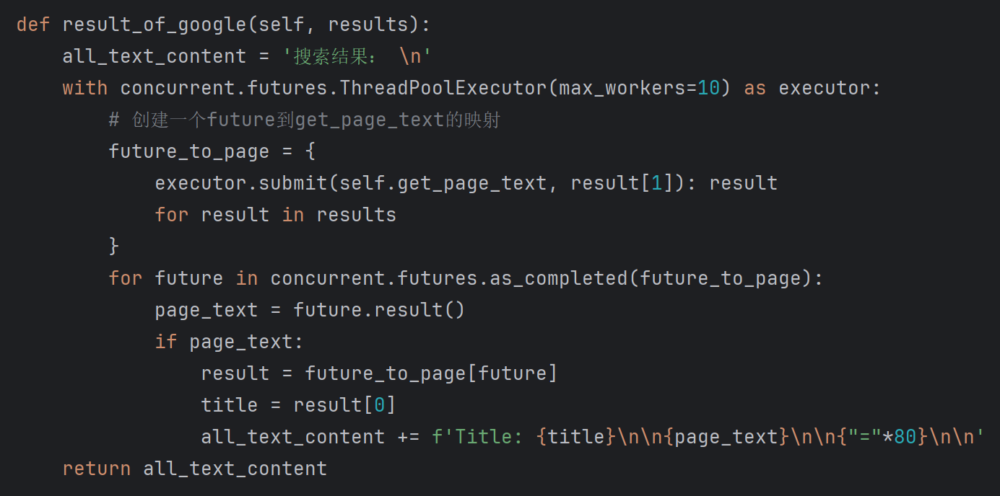 def result_of_google(self, results):
    all_text_content = '搜索结果： \n'
    with concurrent.futures.ThreadPoolExecutor(max_workers=10) as executor:
        # 创建一个future到get_page_text的映射
        future_to_page = {
            executor.submit(self.get_page_text, result[1]): result
            for result in results
        }
        for future in concurrent.futures.as_completed(future_to_page):
            page_text = future.result()
            if page_text:
                result = future_to_page[future]
                title = result[0]
                all_text_content += f'Title: {title}\n\n{page_text}\n\n{"="*80}\n\n'
    return all_text_content